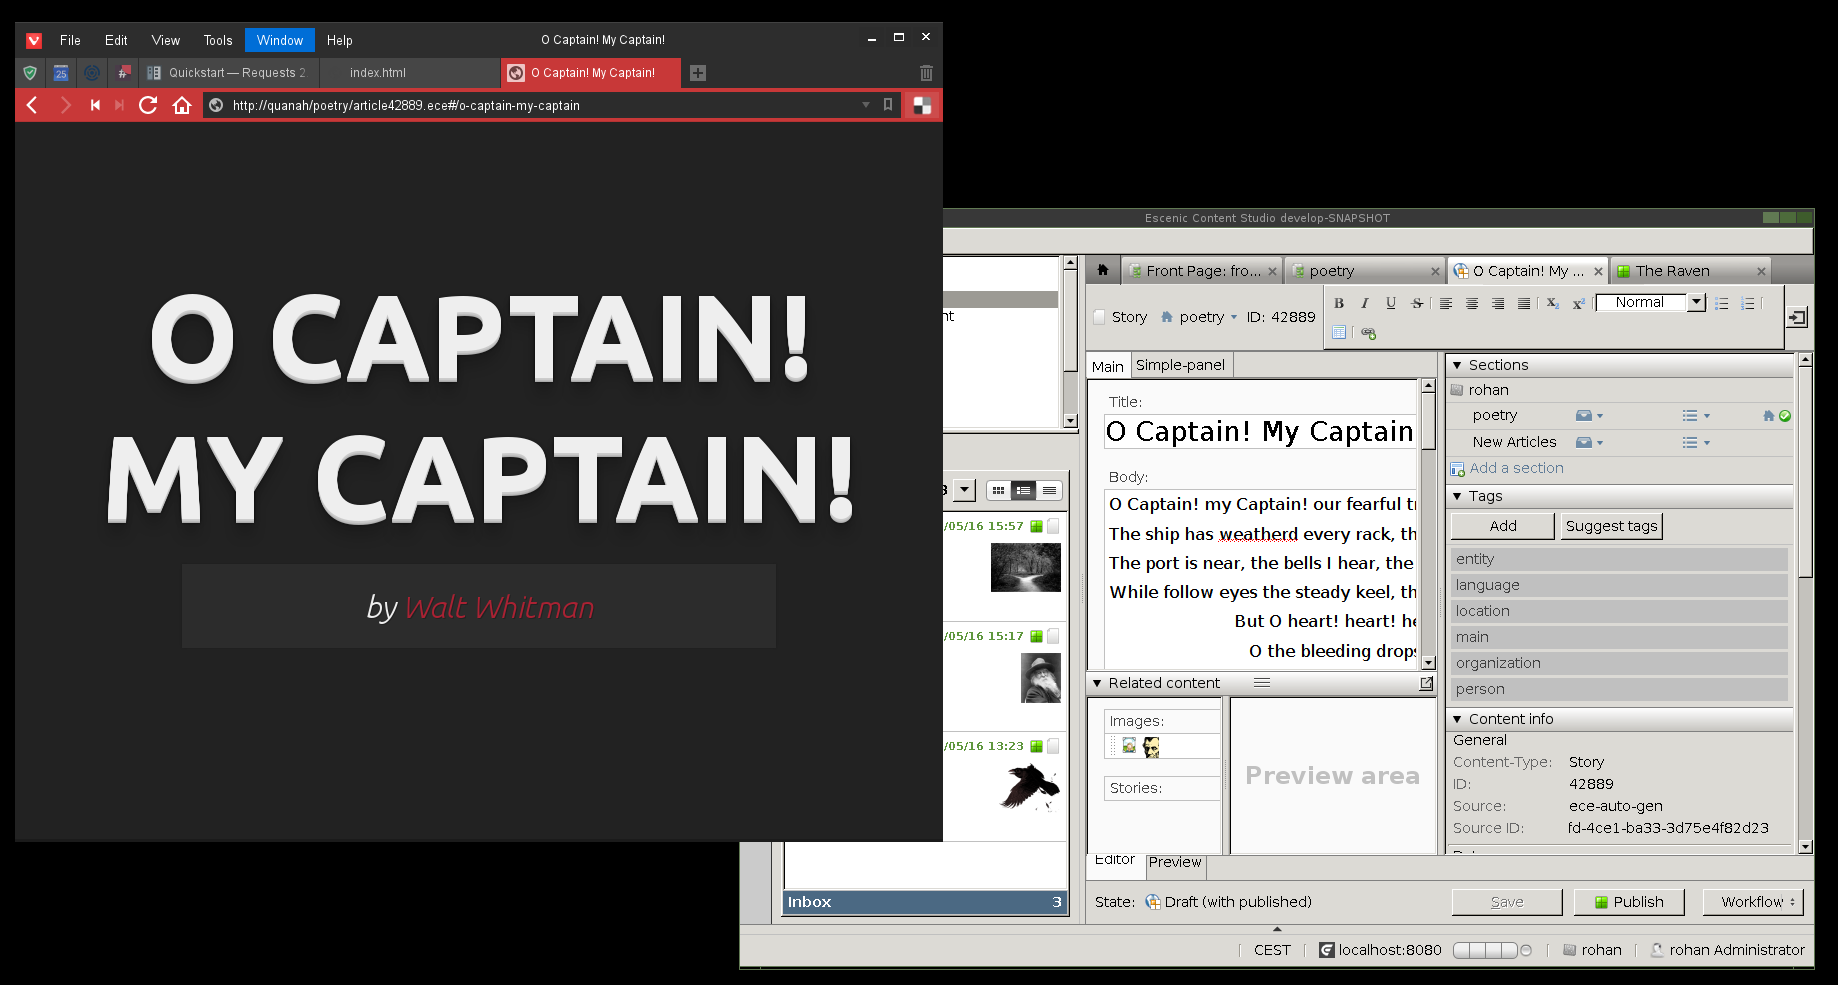 File Edit View Tools Window Help O Captain! My Captain!
25 # Quickstart — Requests 2 index.html O Captain! My Captain!
http://quanah/poetry/article42889.ece#/o-captain-my-captain
O CAPTAIN!
MY CAPTAIN!
by Walt Whitman
Escenic Content Studio develop-SNAPSHOT
Front Page: fro... poetry O Captain! My ... The Raven
nt
Story poetry ID: 42889
B I U S X2 X2 Normal
Main Simple-panel
Title:
O Captain! My Captain
Body:
O Captain! my Captain! our fearful t
The ship has weatherd every rack, th
The port is near, the bells I hear, the
While follow eyes the steady keel, th
But O heart! heart! he
O the bleeding drops
Related content
Images:
Stories:
Preview area
Editor Preview
Sections
rohan
poetry
New Articles
Add a section
Tags
Add Suggest tags
entity
language
location
main
organization
person
Content info
General
Content-Type: Story
ID: 42889
Source: ece-auto-gen
Source ID: fd-4ce1-ba33-3d75e4f82d23
3
/05/16 15:57
/05/16 15:17
/05/16 13:23
Inbox 3
State: Draft (with published) Save Publish Workflow
CEST localhost:8080 rohan rohan Administrator